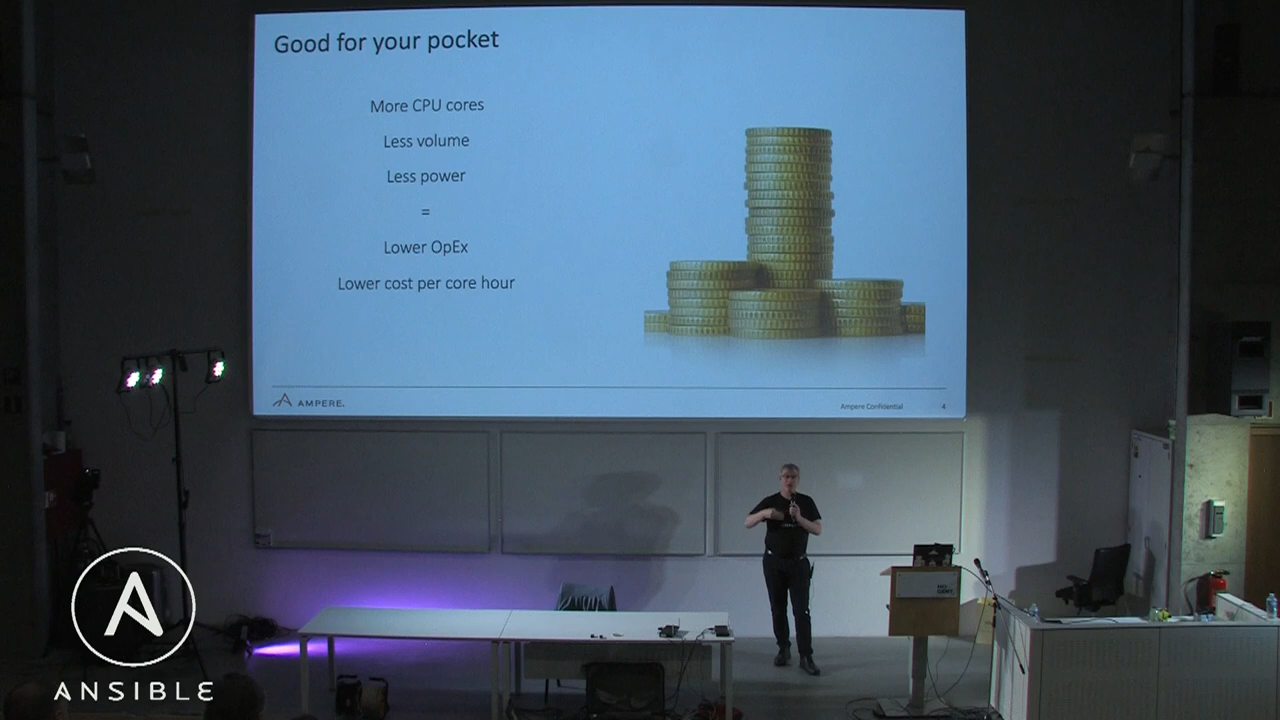 Good for your pocket
More CPU cores
Less volume
Less power
=
Lower OpEx
Lower cost per core hour
AMPERE.
Ampere Confidential
4
ANSIBLE